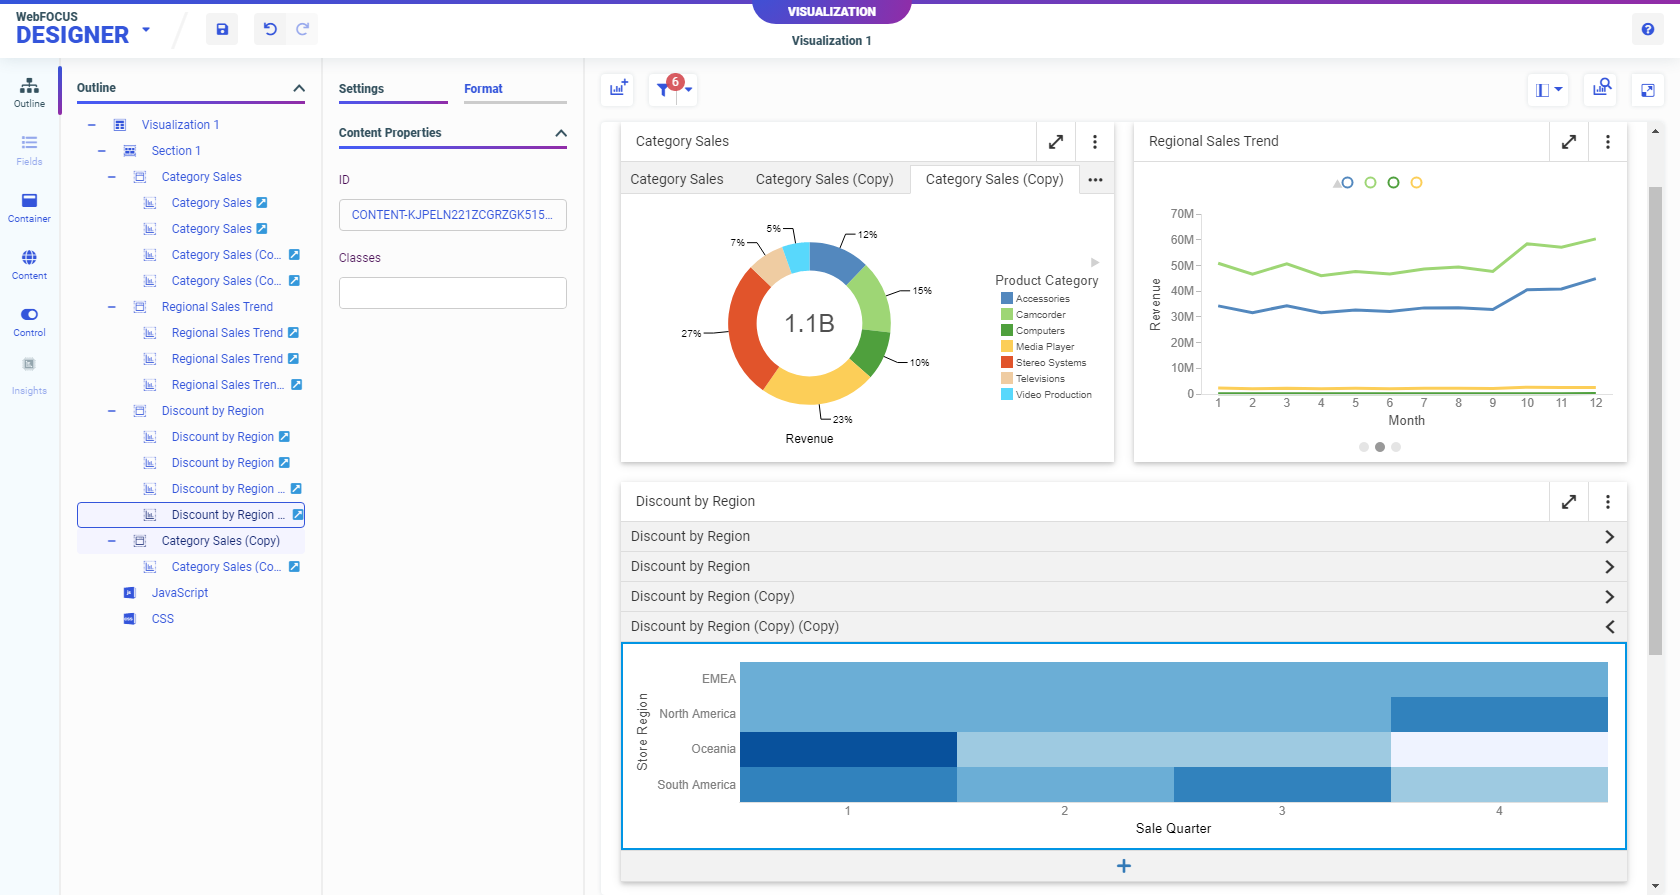 WebFOCUS
DESIGNER
VISUALIZATION
Visualization 1
Outline
Fields
Container
Content
Control
Insights
Outline
Visualization 1
Section 1
Category Sales
Category Sales
Category Sales
Category Sales (Co...
Category Sales (Co...
Regional Sales Trend
Regional Sales Trend
Regional Sales Trend
Regional Sales Tren...
Discount by Region
Discount by Region
Discount by Region
Discount by Region ...
Discount by Region ...
Category Sales (Copy)
Category Sales (Co...
JavaScript
CSS
Settings
Format
Content Properties
ID
CONTENT-KJPELN221ZCGRZGK515...
Classes
6
Category Sales
Category Sales
Category Sales (Copy)
Category Sales (Copy)
5%
12%
7%
15%
27%
10%
23%
1.1B
Revenue
Product Category
Accessories
Camcorder
Computers
Media Player
Stereo Systems
Televisions
Video Production
Regional Sales Trend
70M
60M
50M
40M
30M
20M
10M
0
Revenue
1 2 3 4 5 6 7 8 9 10 11 12
Month
Discount by Region
Discount by Region
Discount by Region
Discount by Region (Copy)
Discount by Region (Copy) (Copy)
Store Region
EMEA
North America
Oceania
South America
1 2 3 4
Sale Quarter